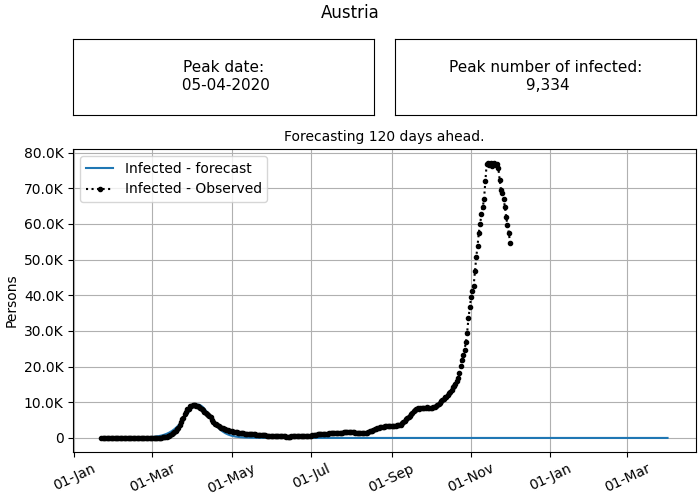 Austria
Peak date:
05-04-2020
Peak number of infected:
9,334
Forecasting 120 days ahead.
Infected - forecast
Infected - Observed
80.0K
70.0K
60.0K
50.0K
40.0K
30.0K
20.0K
10.0K
0
Persons
01-Jan
01-Mar
01-May
01-Jul
01-Sep
01-Nov
01-Jan
01-Mar